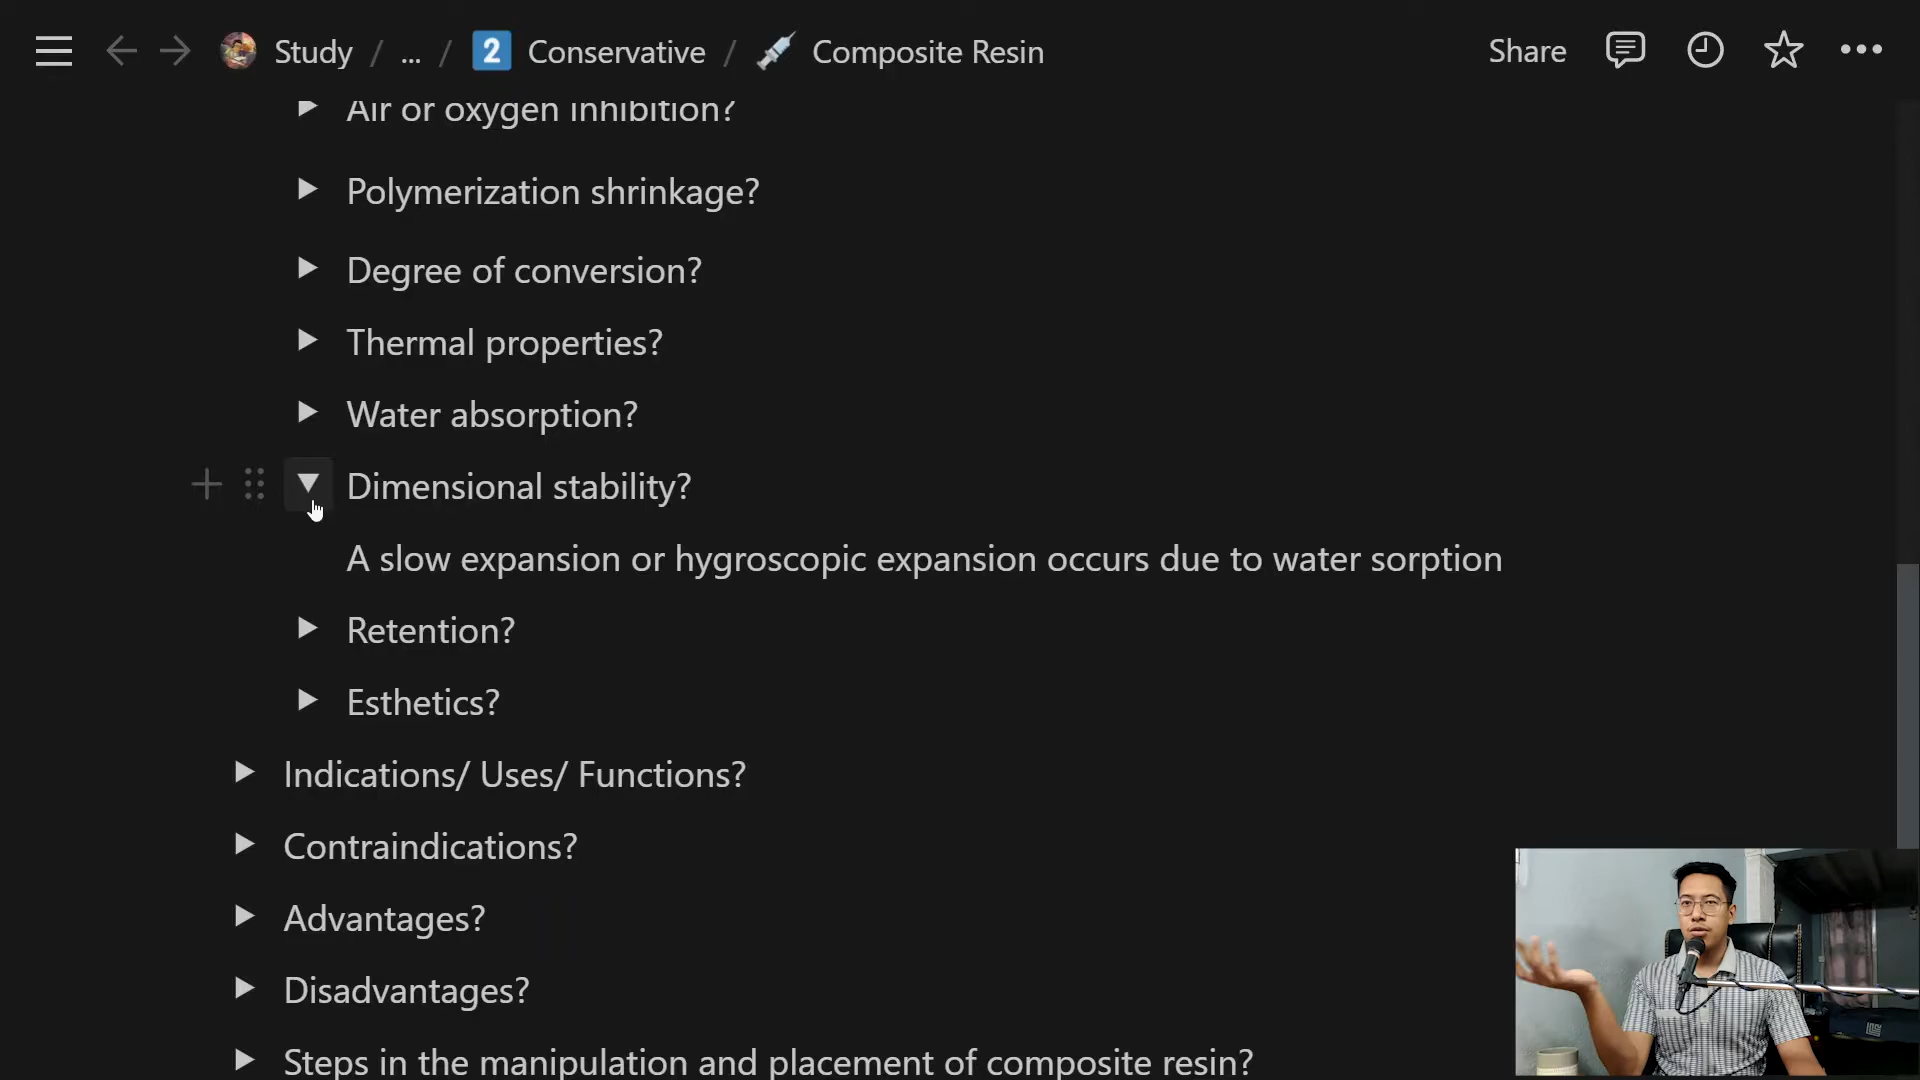 Study / ... / 2 Conservative / Composite Resin
Share
Air or oxygen inhibition?
Polymerization shrinkage?
Degree of conversion?
Thermal properties?
Water absorption?
Dimensional stability?
A slow expansion or hygroscopic expansion occurs due to water sorption
Retention?
Esthetics?
Indications/ Uses/ Functions?
Contraindications?
Advantages?
Disadvantages?
Steps in the manipulation and placement of composite resin?